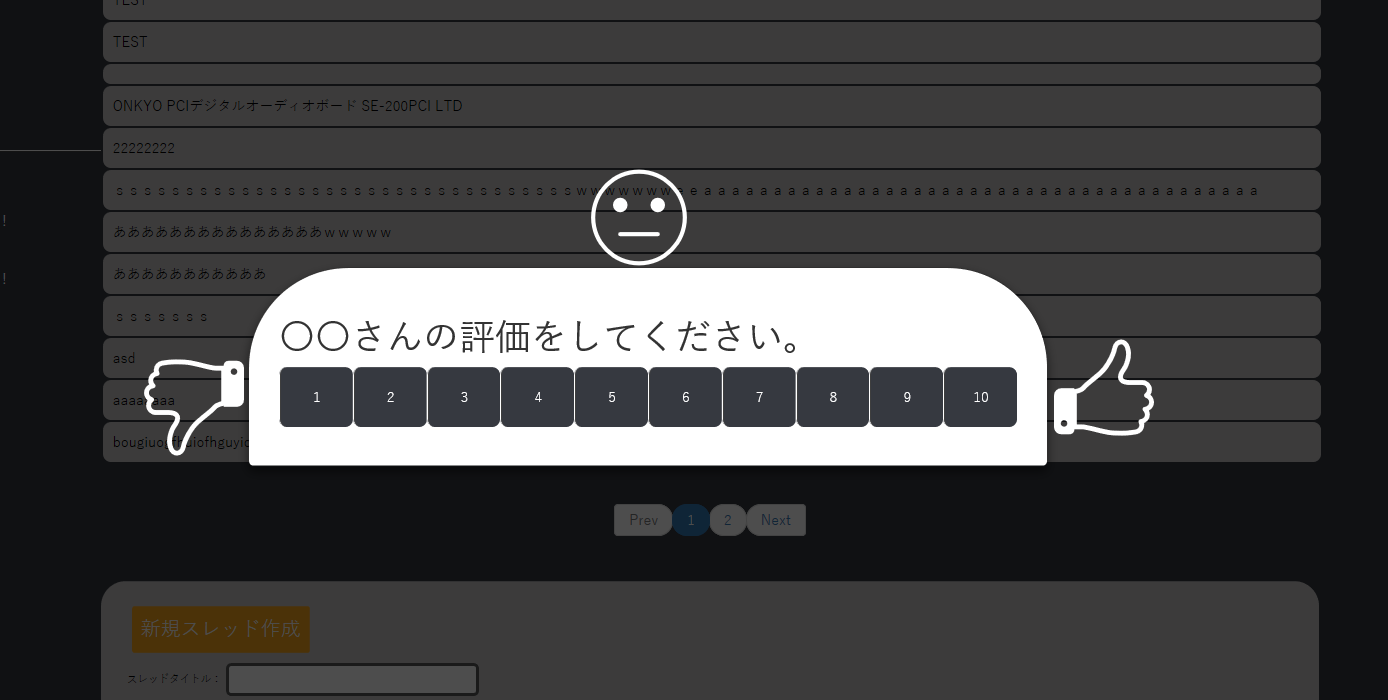 TEST
TEST
ONKYO PCIデジタルオーディオボード SE-200PCI LTD
22222222
!
あああああああああああああああｗｗｗｗｗ
あああああああああああ
!
ｓｓｓｓｓｓｓ
〇〇さんの評価をしてください。
asd
1 2 3 4 5 6 7 8 9 10
Prev 1 2 Next
新規スレッド作成
スレッドタイトル：